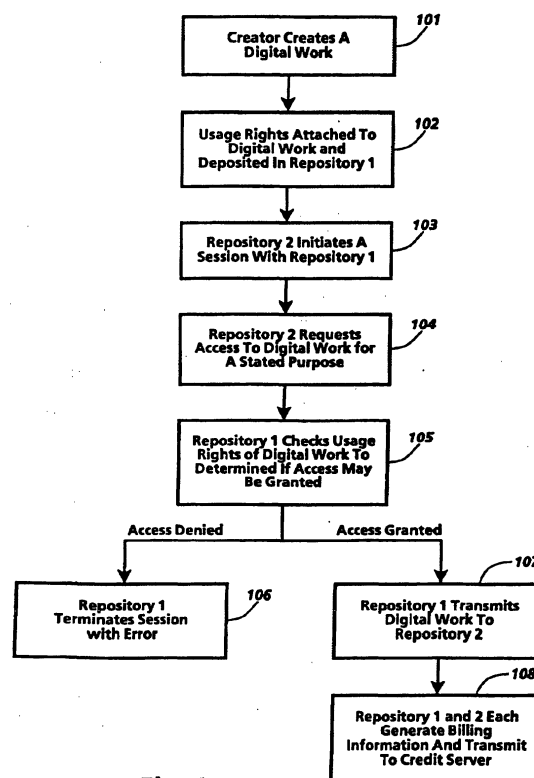 101
Creator Creates A
Digital Work
102
Usage Rights Attached To
Digital Work and
Deposited In Repository 1
103
Repository 2 Initiates A
Session With Repository 1
104
Repository 2 Requests
Access To Digital Work for
A Stated Purpose
105
Repository 1 Checks Usage
Rights of Digital Work To
Determined If Access May
Be Granted
Access Denied
Access Granted
106
Repository 1
Terminates Session
with Error
107
Repository 1 Transmits
Digital Work To
Repository 2
108
Repository 1 and 2 Each
Generate Billing
Information And Transmit
To Credit Server